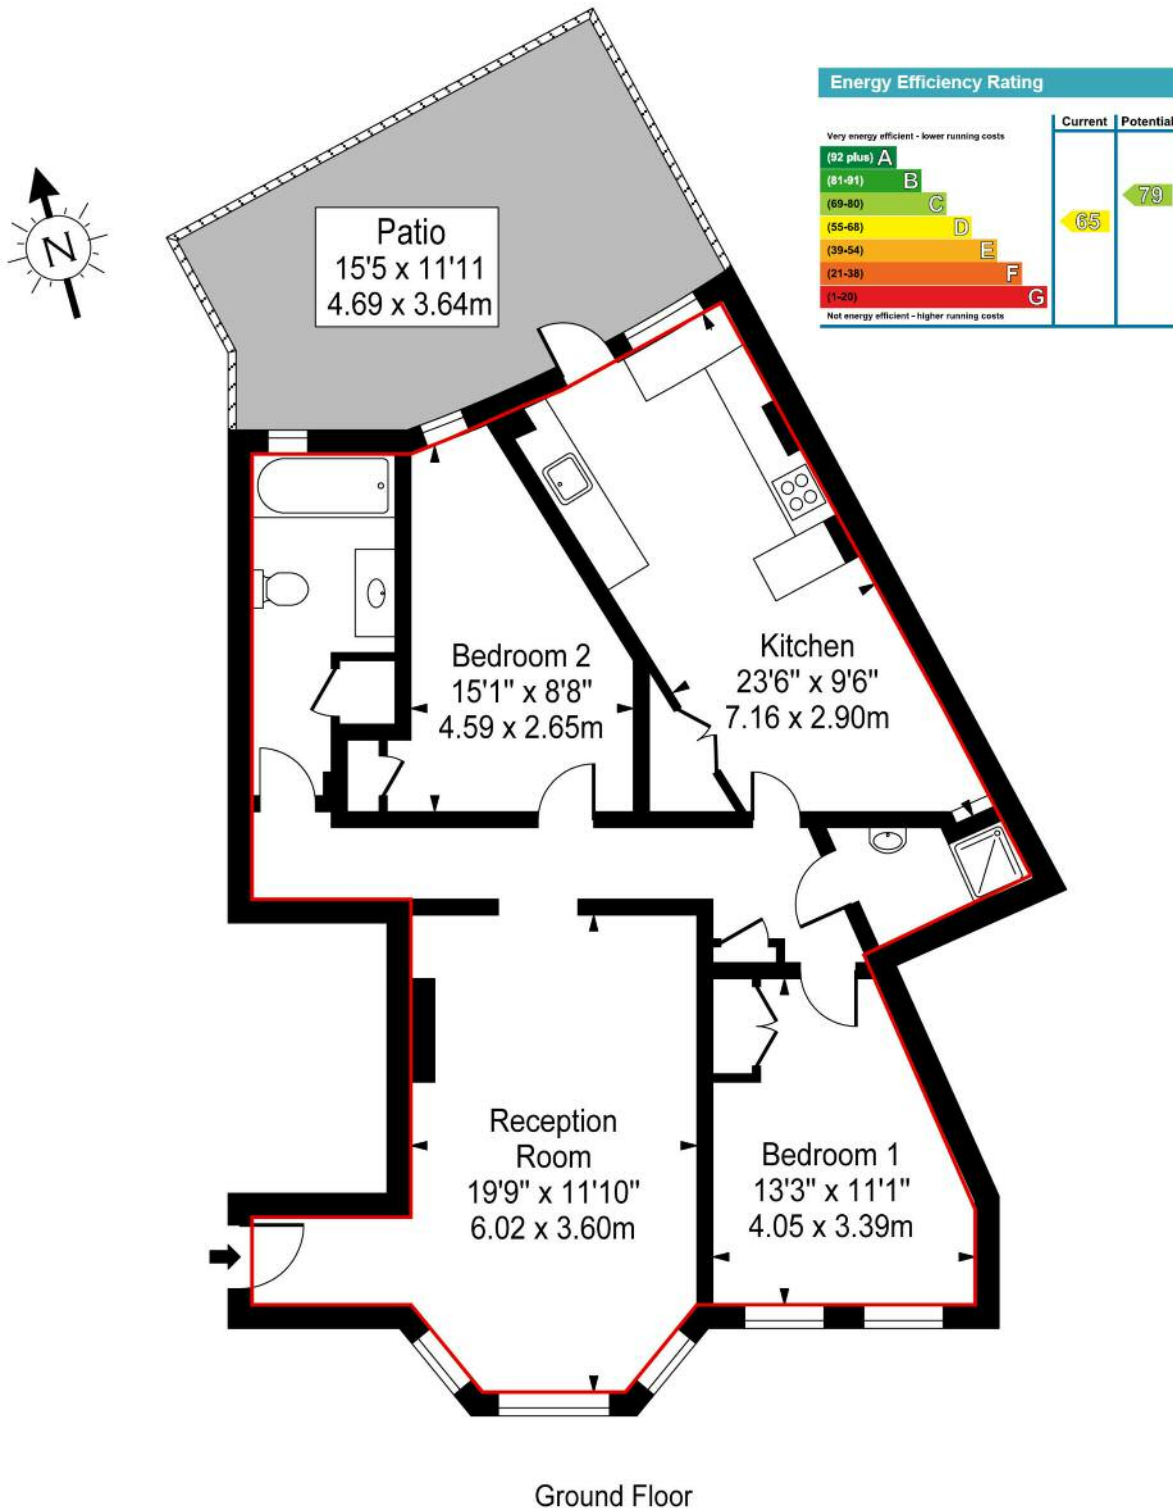 Energy Efficiency Rating
Current Potential
Very energy efficient - lower running costs
(92 plus) A
(81-91) B
(69-80) C
(55-68) D
(39-54) E
(21-38) F
(1-20) G
Not energy efficient - higher running costs
65
79
N
Patio
15'5 x 11'11
4.69 x 3.64m
Bedroom 2
15'1" x 8'8"
4.59 x 2.65m
Kitchen
23'6" x 9'6"
7.16 x 2.90m
Reception
Room
19'9" x 11'10"
6.02 x 3.60m
Bedroom 1
13'3" x 11'1"
4.05 x 3.39m
Ground Floor